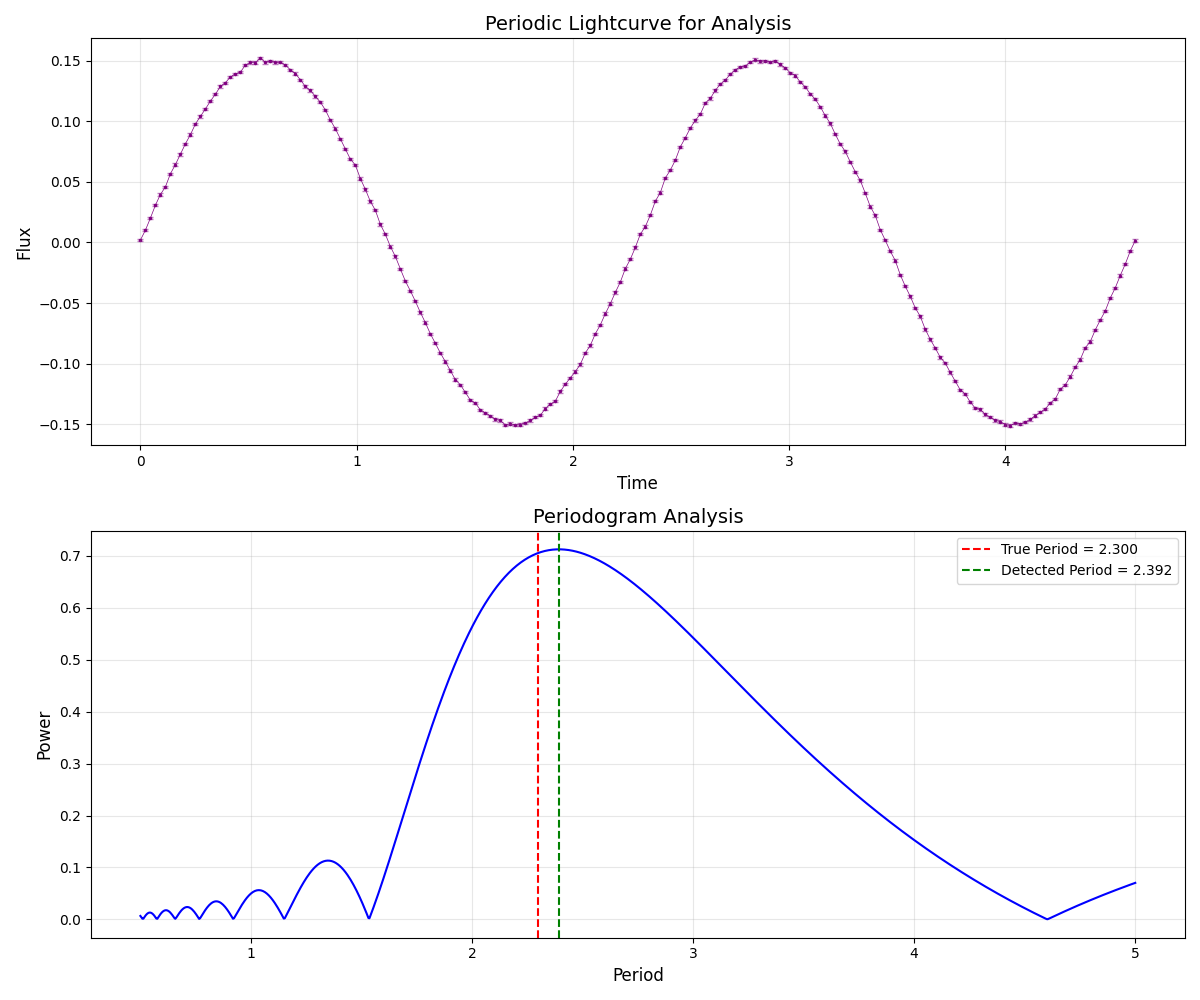 Periodic Lightcurve for Analysis
0.15
0.10
0.05
0.00
−0.05
−0.10
−0.15
Flux
0 1 2 3 4
Time
Periodogram Analysis
True Period = 2.300
Detected Period = 2.392
0.7
0.6
0.5
0.4
0.3
0.2
0.1
0.0
Power
1 2 3 4 5
Period